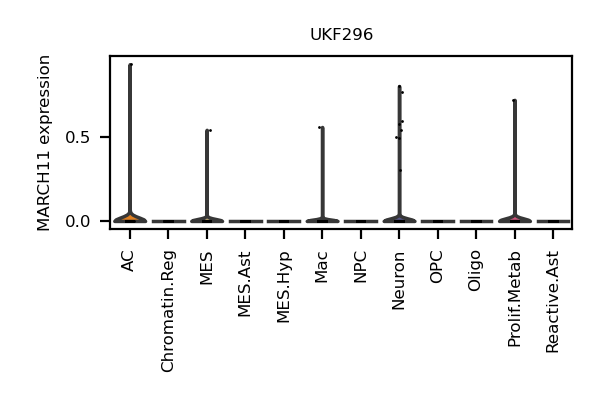 UKF296
MARCH11 expression
0.5
0.0
AC
Chromatin.Reg
MES
MES.Ast
MES.Hyp
Mac
NPC
Neuron
OPC
Oligo
Prolif.Metab
Reactive.Ast